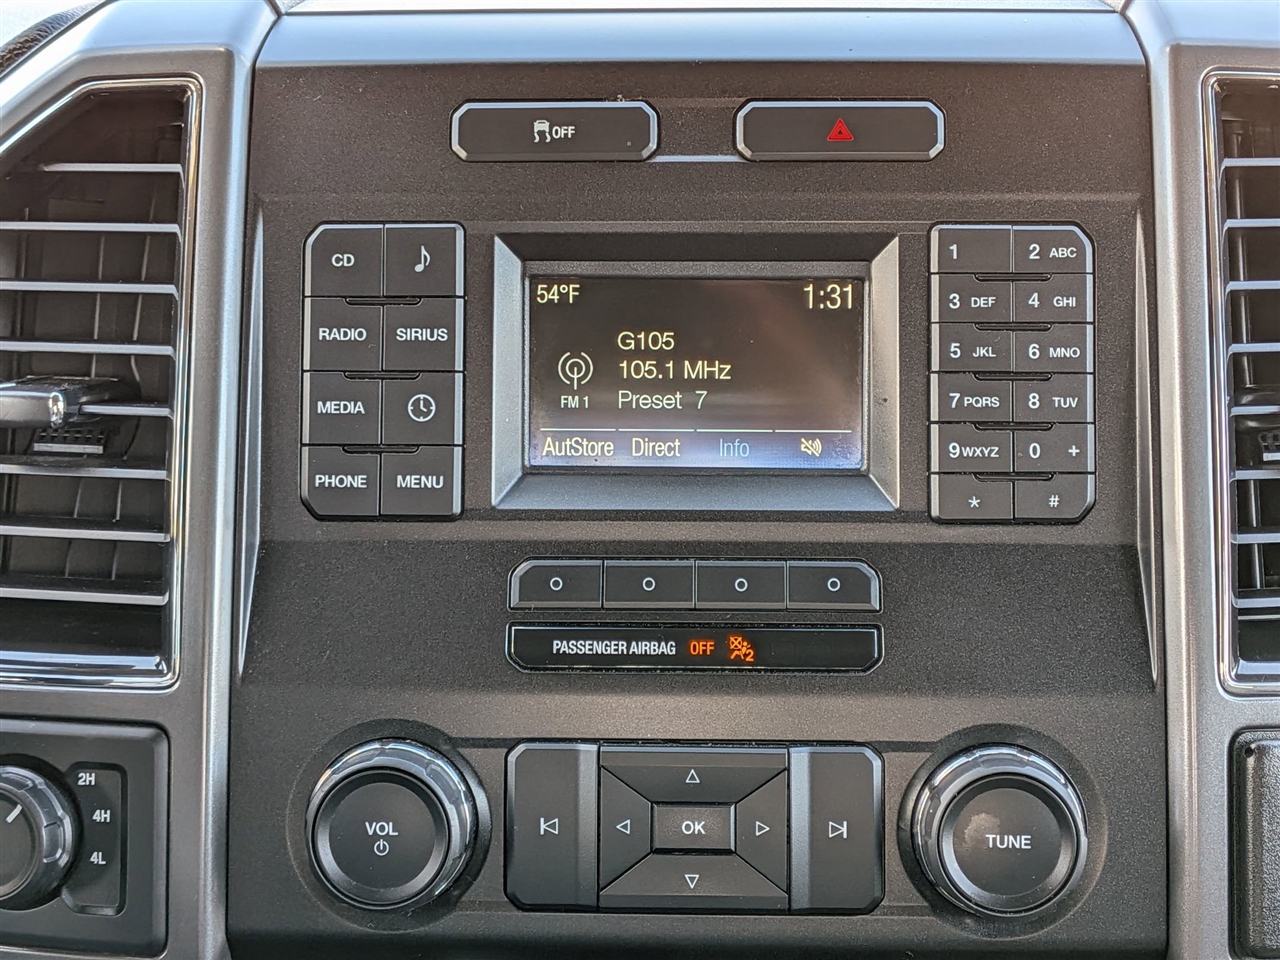 OFF
CD
RADIO SIRIUS
MEDIA
PHONE MENU
54°F 1:31
G105
105.1 MHz
FM 1 Preset 7
AutStore Direct Info
1 2 ABC
3 DEF 4 GHI
5 JKL 6 MNO
7 PQRS 8 TUV
9 WXYZ 0 +
* #
PASSENGER AIRBAG OFF 2
2H
4H
4L
VOL
OK
TUNE